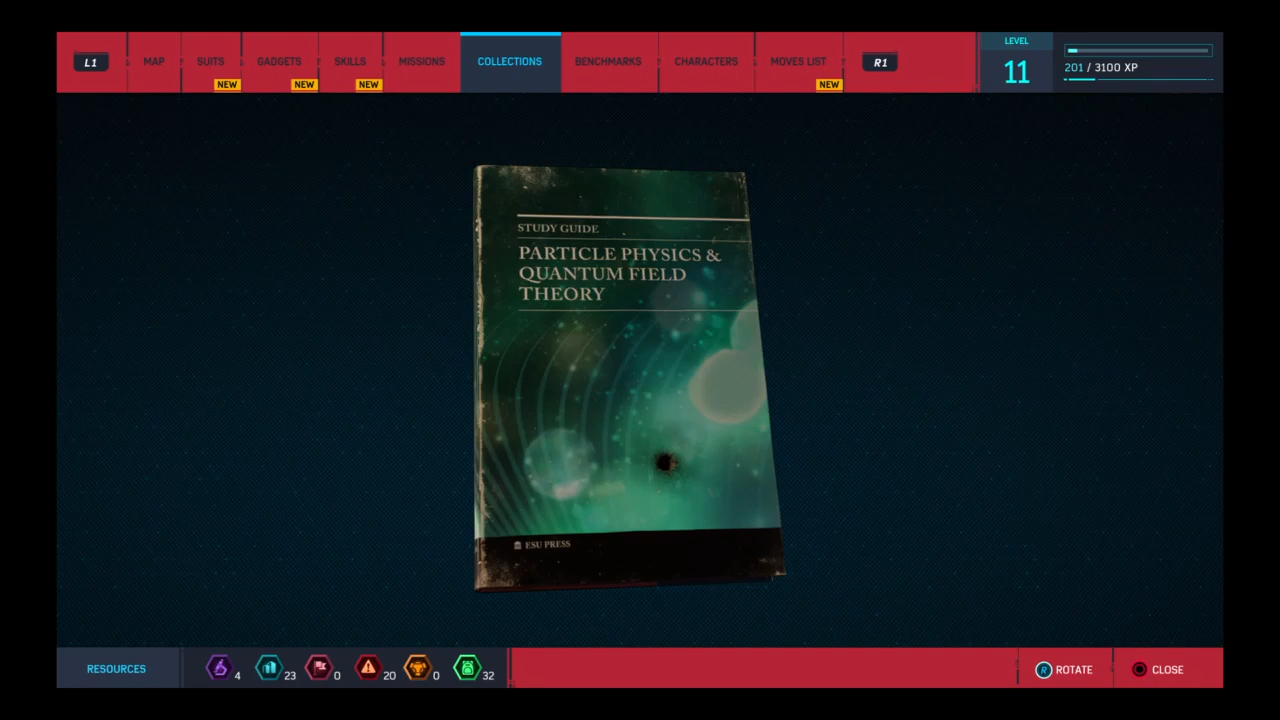 L1
MAP
SUITS
NEW
GADGETS
NEW
SKILLS
NEW
MISSIONS
COLLECTIONS
BENCHMARKS
CHARACTERS
MOVES LIST
NEW
R1
LEVEL
11
201 / 3100 XP
STUDY GUIDE
PARTICLE PHYSICS &
QUANTUM FIELD
THEORY
ESU PRESS
RESOURCES
4
23
0
20
0
32
R ROTATE
CLOSE